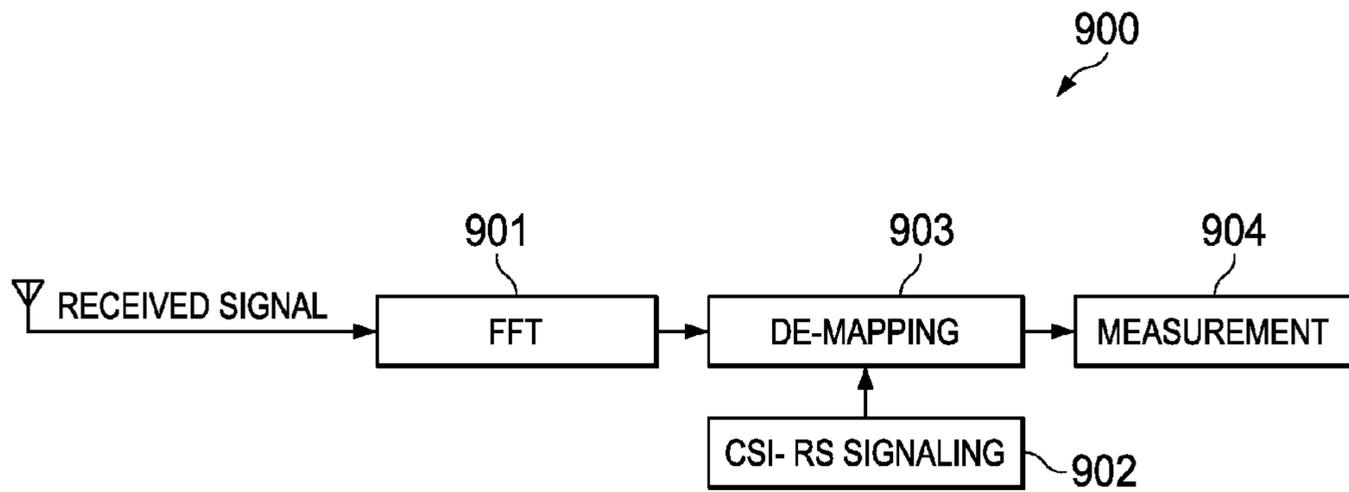 900
901
903
904
RECEIVED SIGNAL
FFT
DE-MAPPING
MEASUREMENT
CSI- RS SIGNALING
902